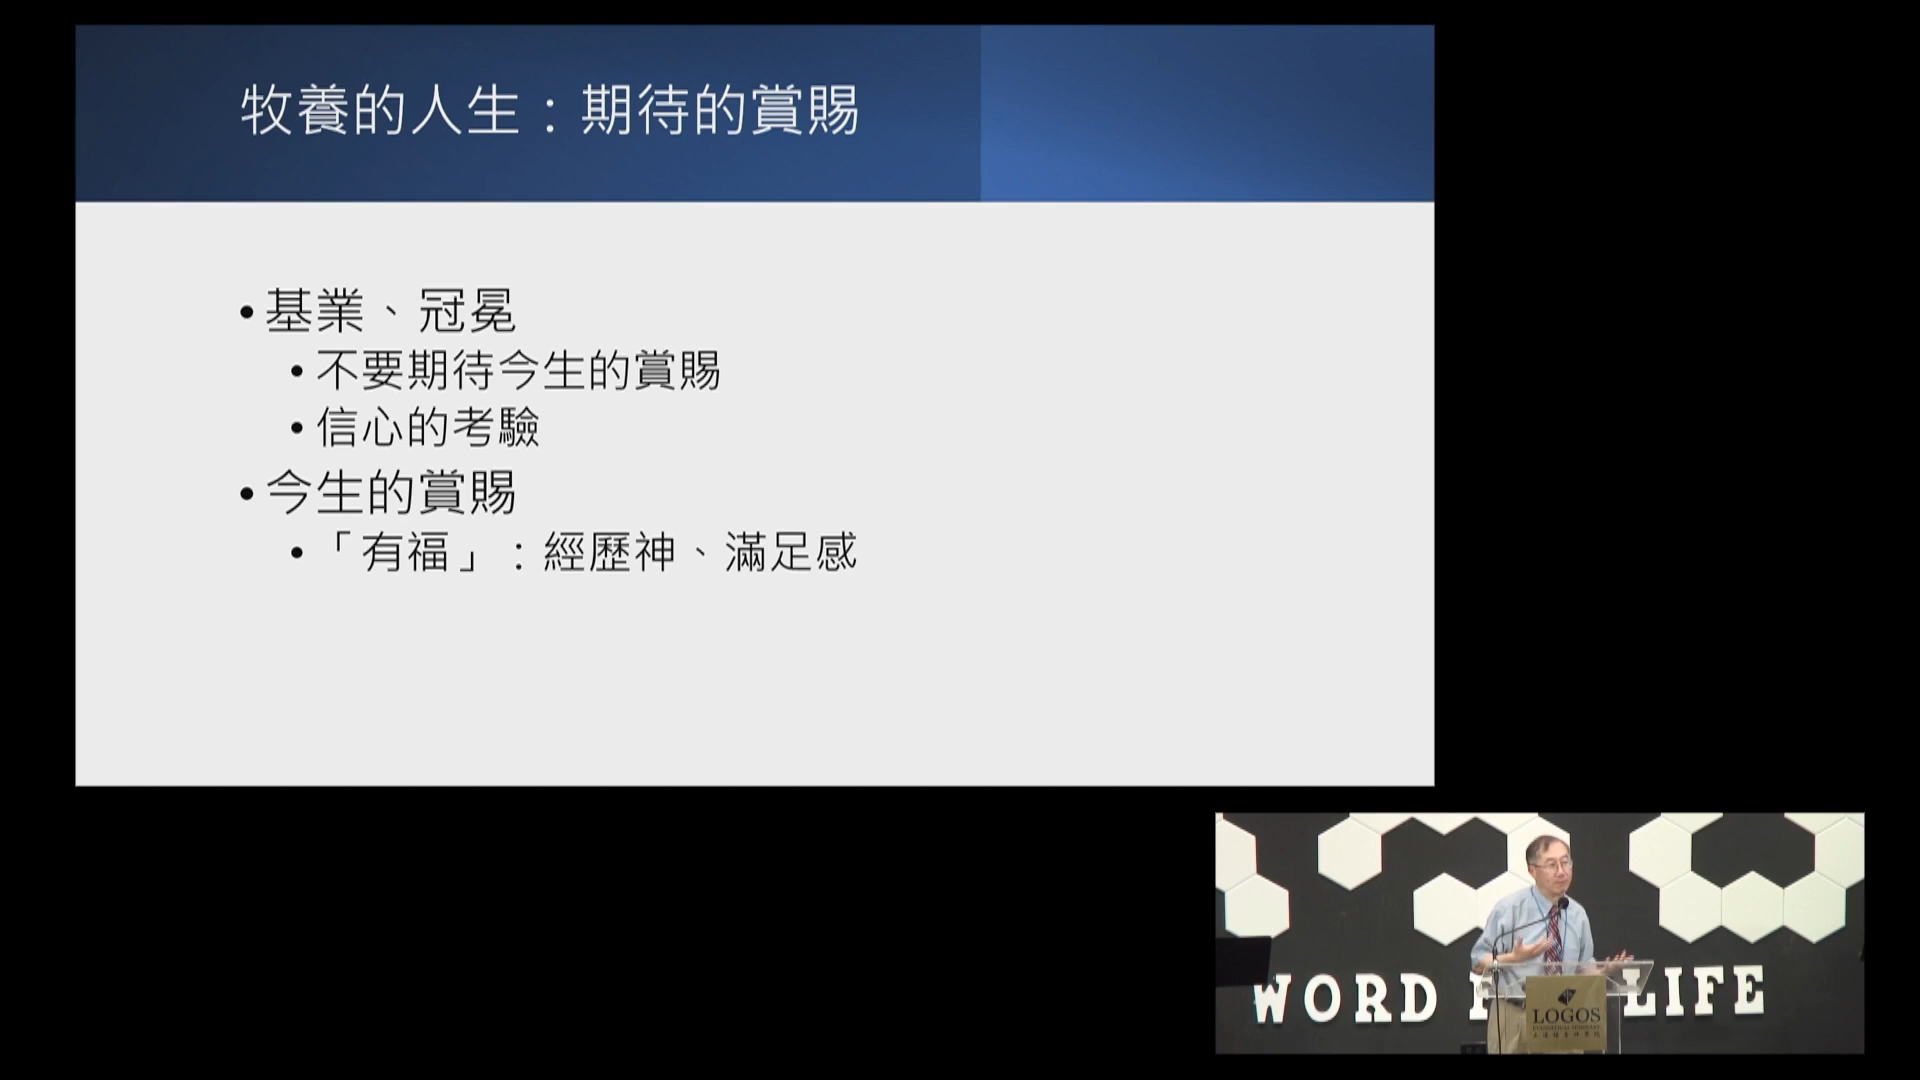 牧養的人生：期待的賞賜
•基業、冠冕
•不要期待今生的賞賜
•信心的考驗
•今生的賞賜
•「有福」：經歷神、滿足感
WORD F LIFE
LOGOS
EVANGELICAL SEMINARY